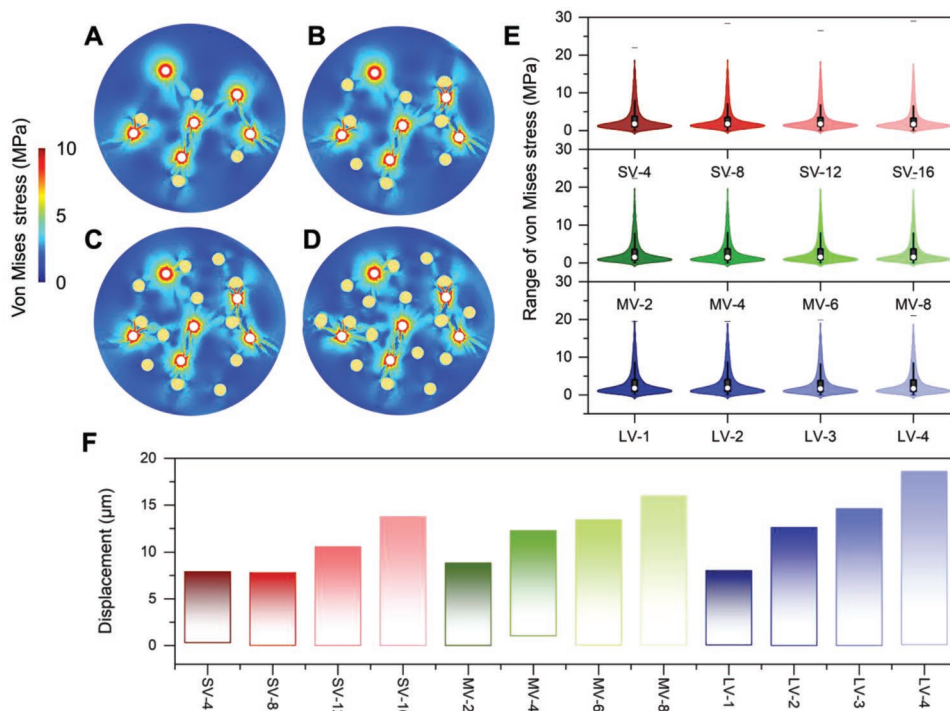 A
B
E
Von Mises stress (MPa)
10
5
0
C
D
Range of von Mises stress (MPa)
30
20
10
0
30
SV-4 SV-8 SV-12 SV-16
20
10
0
30
MV-2 MV-4 MV-6 MV-8
20
10
0
LV-1 LV-2 LV-3 LV-4
F
Displacement (μm)
20
15
10
5
0
SV-4 SV-8 MV-2 MV-4 MV-6 MV-8 LV-1 LV-2 LV-3 LV-4